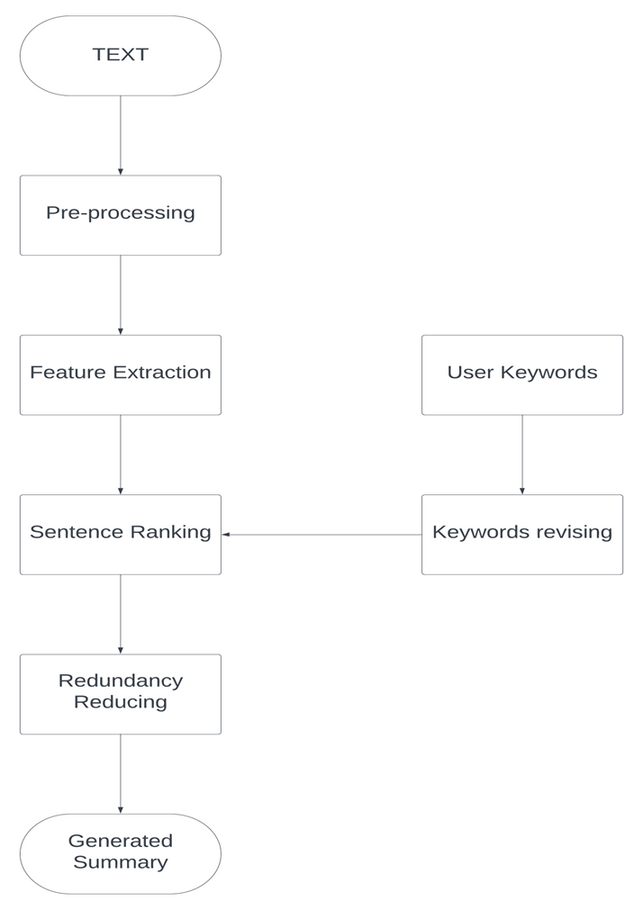 TEXT
Pre-processing
Feature Extraction
User Keywords
Sentence Ranking
Keywords revising
Redundancy
Reducing
Generated
Summary